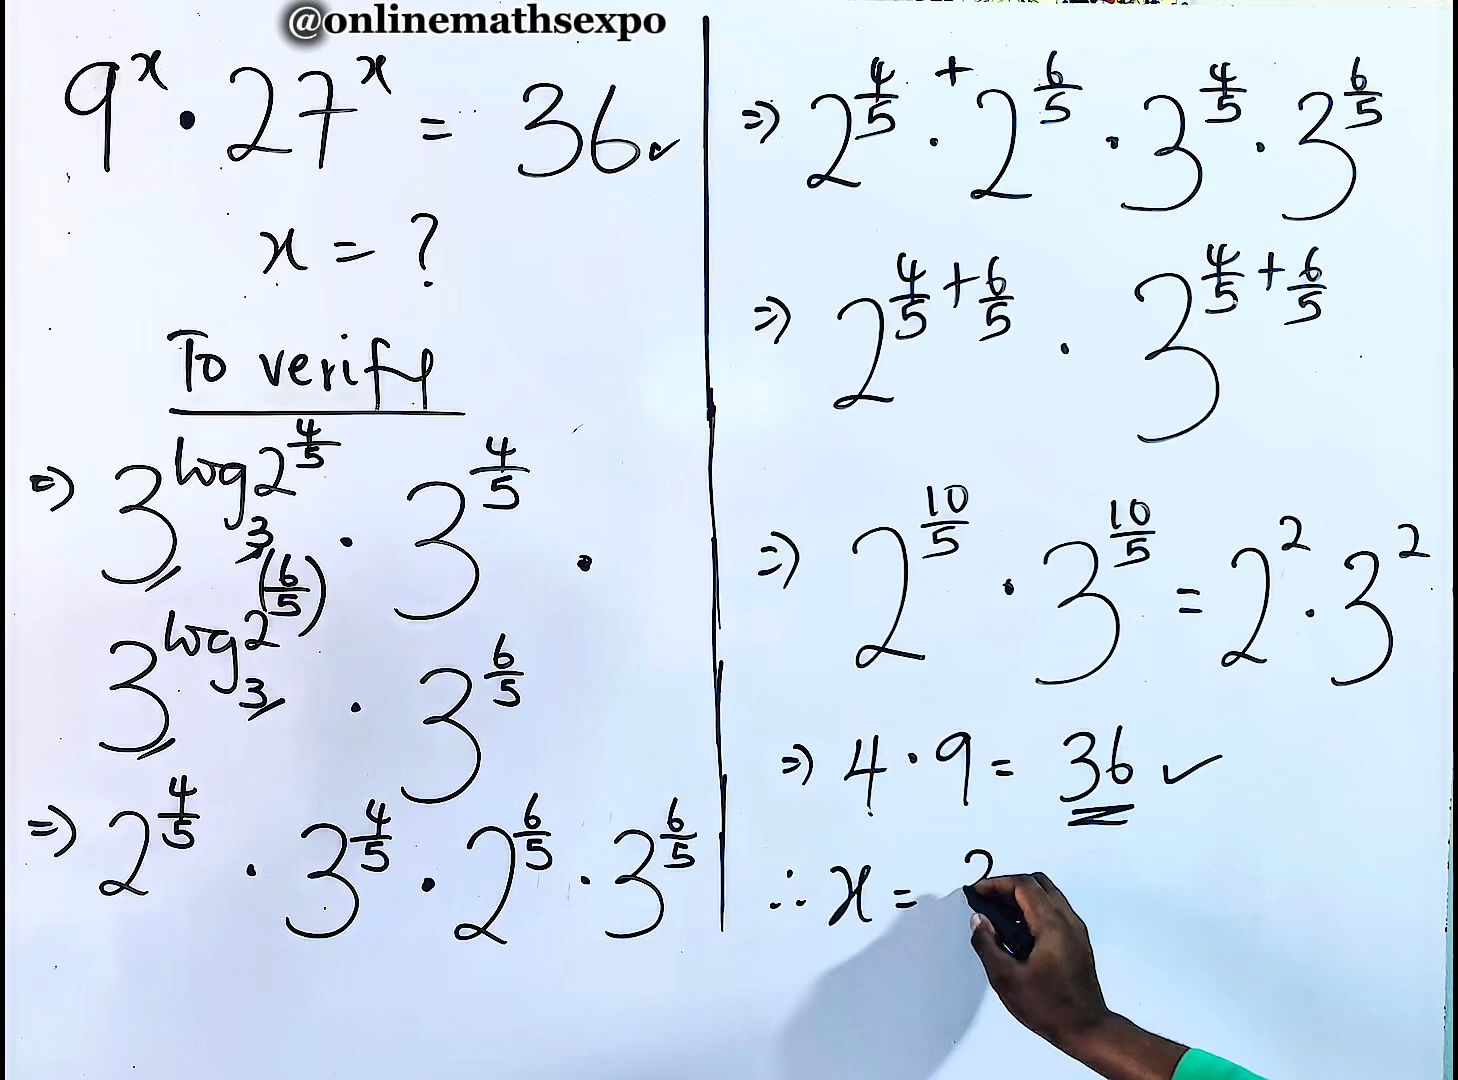 @onlinemathsexpo
9^x · 27^x = 36 ✓
x = ?
To verify
⇒ 3^(log_3 2^(4/5)) · 3^(4/5) ·
3^(log_3 2^(6/5)) · 3^(6/5)
⇒ 2^(4/5) · 3^(4/5) · 2^(6/5) · 3^(6/5)
⇒ 2^(4/5) · + 2^(6/5) · 3^(4/5) · 3^(6/5)
⇒ 2^(4/5 + 6/5) · 3^(4/5 + 6/5)
⇒ 2^(10/5) · 3^(10/5) = 2^2 · 3^2
⇒ 4 · 9 = 36 ✓
∴ x =